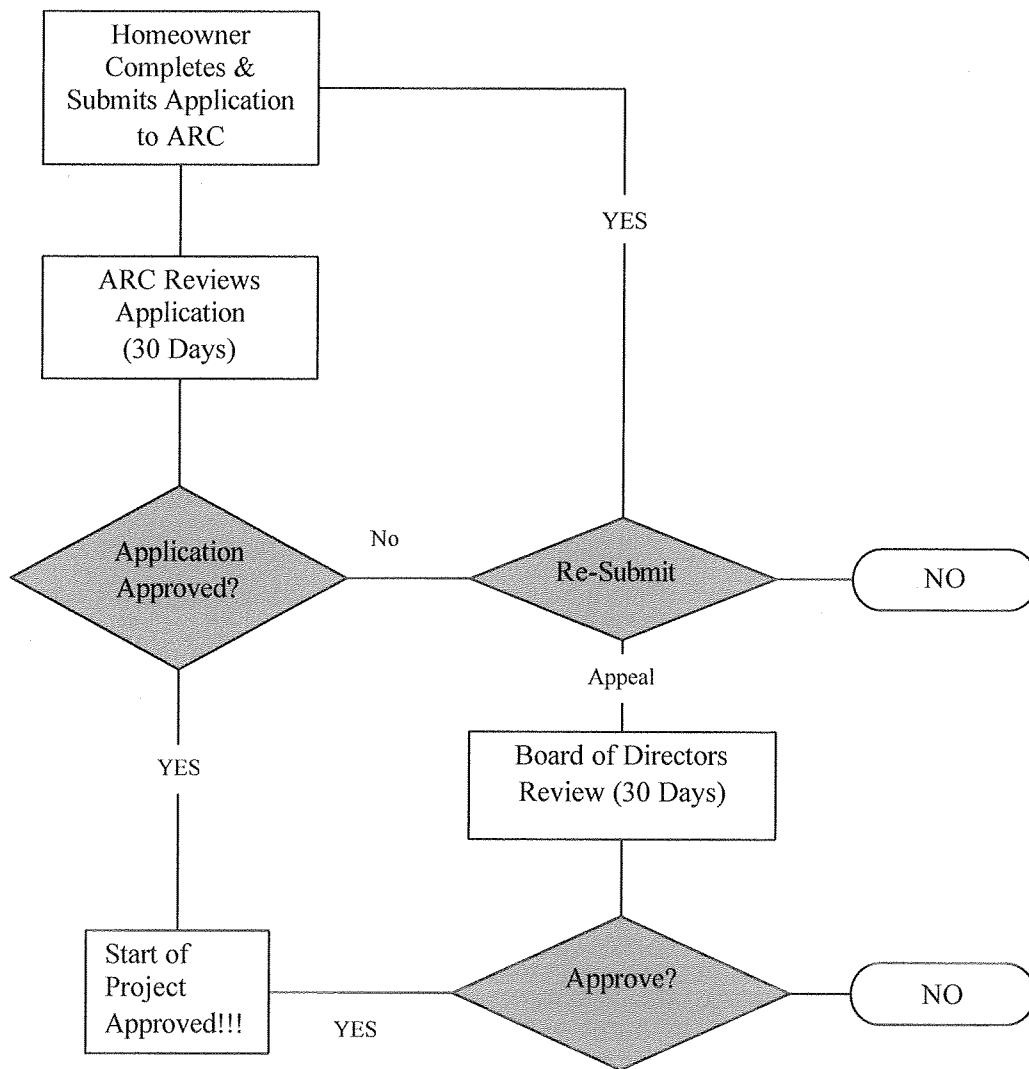 Homeowner
Completes &
Submits Application
to ARC
YES
ARC Reviews
Application
(30 Days)
Application
Approved?
No
Re-Submit
NO
Appeal
YES
Board of Directors
Review (30 Days)
Start of
Project
Approved!!!
YES
Approve?
NO